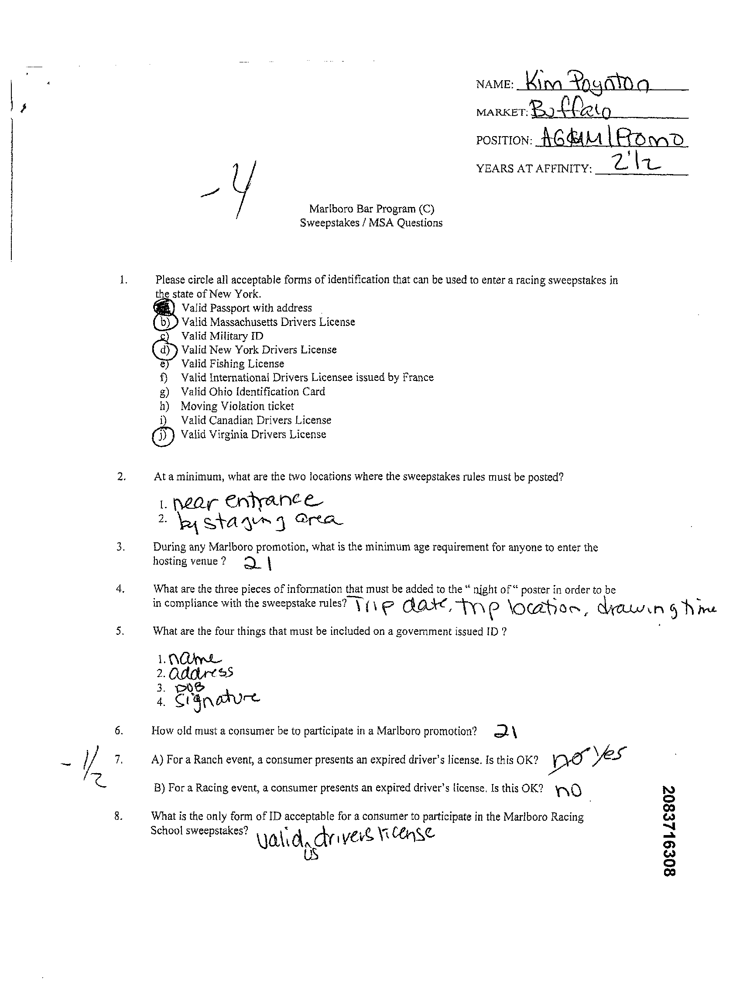 NAME: Kim Poynton
MARKET: Buffalo
POSITION: AGAM/Promo
YEARS AT AFFINITY: 2 1/2
-4
Marlboro Bar Program (C)
Sweepstakes / MSA Questions
1. Please circle all acceptable forms of identification that can be used to enter a racing sweepstakes in
the state of New York.
Valid Passport with address
b) Valid Massachusetts Drivers License
c) Valid Military ID
d) Valid New York Drivers License
e) Valid Fishing License
f) Valid International Drivers Licensee issued by France
g) Valid Ohio Identification Card
h) Moving Violation ticket
i) Valid Canadian Drivers License
j) Valid Virginia Drivers License
2. At a minimum, what are the two locations where the sweepstakes rules must be posted?
1. near entrance
2. by staging area
3. During any Marlboro promotion, what is the minimum age requirement for anyone to enter the
hosting venue ? 21
4. What are the three pieces of information that must be added to the " night of " poster in order to be
in compliance with the sweepstake rules? Trip date, trip location, drawing time
5. What are the four things that must be included on a government issued ID ?
1. name
2. address
3. DOB
4. signature
6. How old must a consumer be to participate in a Marlboro promotion? 21
- 1/2 7. A) For a Ranch event, a consumer presents an expired driver's license. Is this OK? no yes
B) For a Racing event, a consumer presents an expired driver's license. Is this OK? no
8. What is the only form of ID acceptable for a consumer to participate in the Marlboro Racing
School sweepstakes? valid US drivers license
2083716308